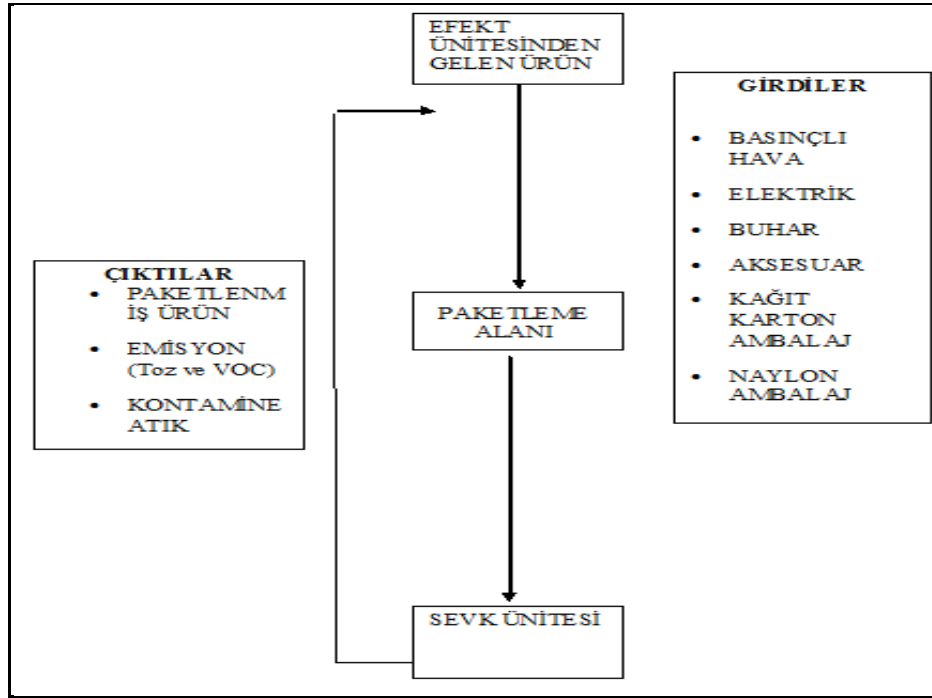 EFEKT
ÜNİTESİNDEN
GELEN ÜRÜN
GİRDİLER
• BASINÇLI
HAVA
• ELEKTRİK
• BUHAR
• AKSESUAR
• KAĞIT
KARTON
AMBALAJ
• NAYLON
AMBALAJ
ÇIKTILAR
• PAKETLENM
İŞ ÜRÜN
• EMİSYON
(Toz ve VOC)
• KONTAMİNE
ATIK
PAKETLEME
ALANI
SEVK ÜNİTESİ